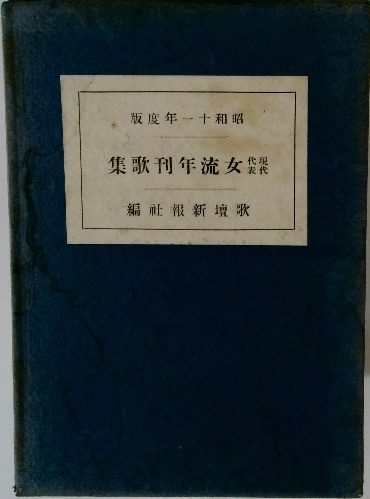 昭和十一年度版
現代代表女流年刊歌集
歌壇新報社編